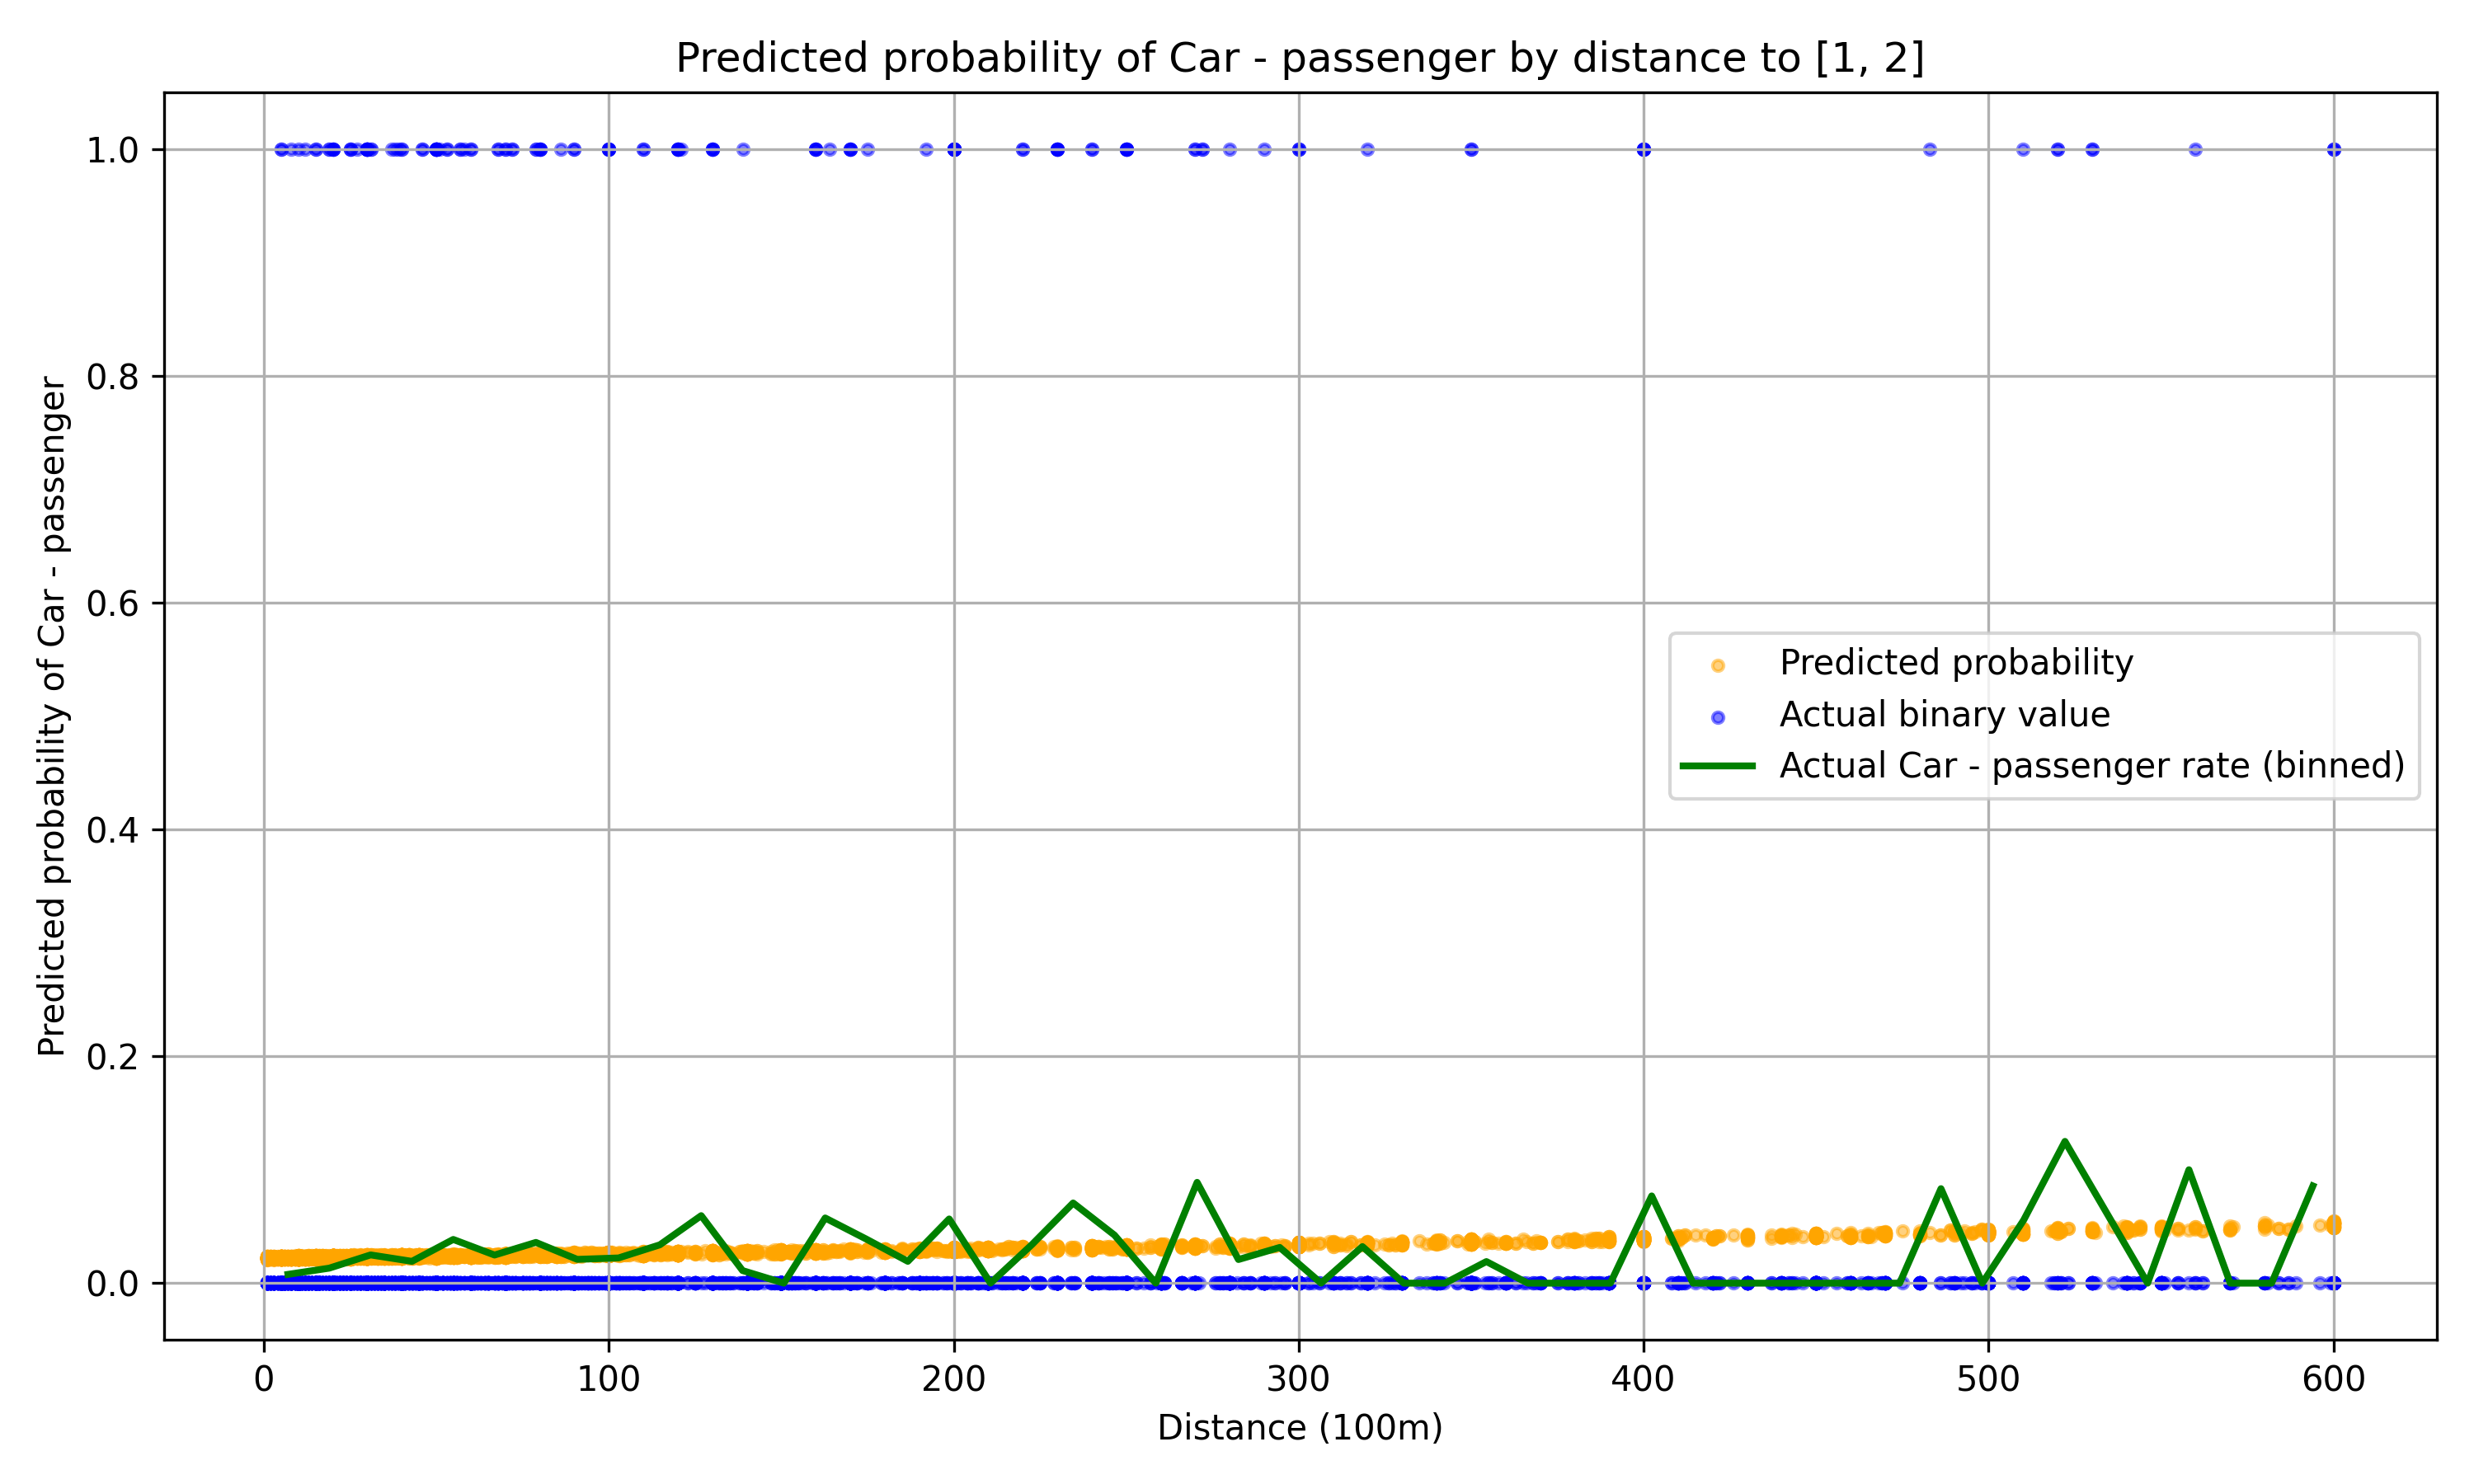 Predicted probability of Car - passenger by distance to [1, 2]
Predicted probability of Car - passenger
1.0
0.8
0.6
0.4
0.2
0.0
Predicted probability
Actual binary value
Actual Car - passenger rate (binned)
0 100 200 300 400 500 600
Distance (100m)